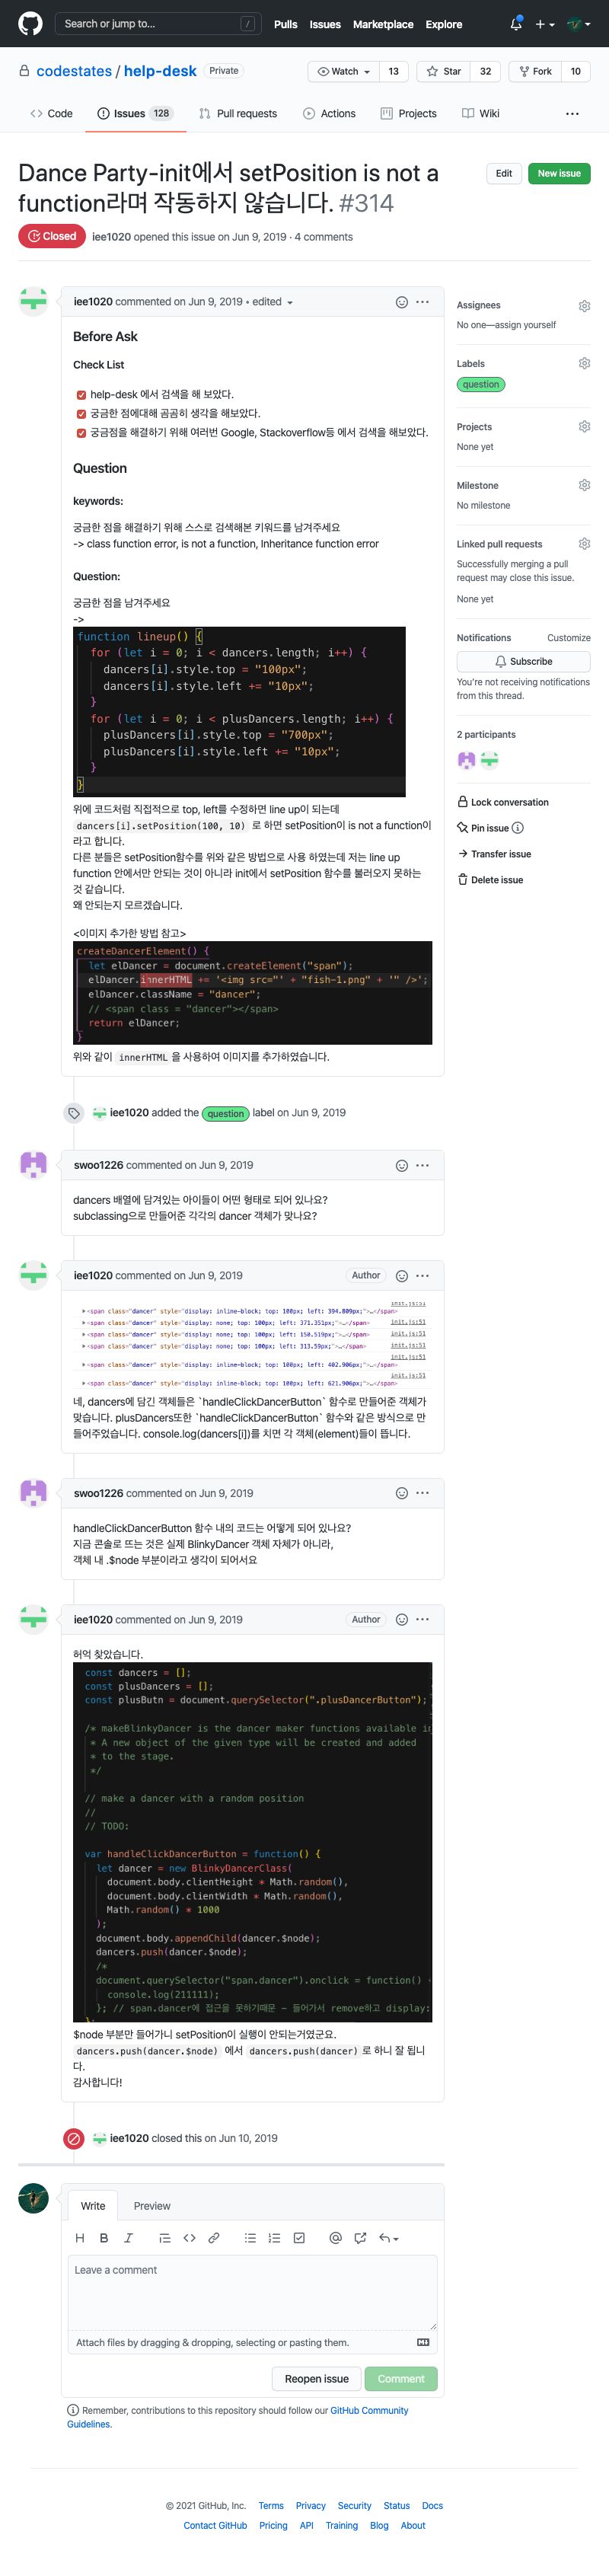 Search or jump to...
/
Pulls Issues Marketplace Explore
codestates / help-desk Private
Watch 13 Star 32 Fork 10
Code Issues 128 Pull requests Actions Projects Wiki
Dance Party-init에서 setPosition is not a
function라며 작동하지 않습니다. #314
Edit New issue
Closed iee1020 opened this issue on Jun 9, 2019 · 4 comments
iee1020 commented on Jun 9, 2019 • edited
Before Ask
Check List
help-desk 에서 검색을 해 보았다.
궁금한 점에대해 곰곰히 생각을 해보았다.
궁금점을 해결하기 위해 여러번 Google, Stackoverflow등 에서 검색을 해보았다.
Question
keywords:
궁금한 점을 해결하기 위해 스스로 검색해본 키워드를 남겨주세요
-> class function error, is not a function, Inheritance function error
Question:
궁금한 점을 남겨주세요
->
function lineup() {
for (let i = 0; i < dancers.length; i++) {
dancers[i].style.top = "100px";
dancers[i].style.left += "10px";
}
for (let i = 0; i < plusDancers.length; i++) {
plusDancers[i].style.top = "700px";
plusDancers[i].style.left += "10px";
}
}
위에 코드처럼 직접적으로 top, left를 수정하면 line up이 되는데
dancers[i].setPosition(100, 10) 로 하면 setPosition이 is not a function이
라고 합니다.
다른 분들은 setPosition함수를 위와 같은 방법으로 사용 하였는데 저는 line up
function 안에서만 안되는 것이 아니라 init에서 setPosition 함수를 불러오지 못하는
것 같습니다.
왜 안되는지 모르겠습니다.
<이미지 추가한 방법 참고>
createDancerElement() {
let elDancer = document.createElement("span");
elDancer.innerHTML += '<img src="' + "fish-1.png" + '" />';
elDancer.className = "dancer";
// <span class = "dancer"></span>
return elDancer;
}
위와 같이 innerHTML 을 사용하여 이미지를 추가하였습니다.
iee1020 added the question label on Jun 9, 2019
swoo1226 commented on Jun 9, 2019
dancers 배열에 담겨있는 아이들이 어떤 형태로 되어 있나요?
subclassing으로 만들어준 각각의 dancer 객체가 맞나요?
iee1020 commented on Jun 9, 2019 Author
init.js:51
<span class="dancer" style="display: inline-block; top: 100px; left: 394.809px;">…</span>
init.js:51
<span class="dancer" style="display: none; top: 100px; left: 371.351px;">…</span>
init.js:51
<span class="dancer" style="display: none; top: 100px; left: 150.519px;">…</span>
init.js:51
<span class="dancer" style="display: none; top: 100px; left: 313.59px;">…</span>
init.js:51
<span class="dancer" style="display: inline-block; top: 100px; left: 402.906px;">…</span>
init.js:51
<span class="dancer" style="display: inline-block; top: 100px; left: 621.906px;">…</span>
네, dancers에 담긴 객체들은 `handleClickDancerButton` 함수로 만들어준 객체가
맞습니다. plusDancers또한 `handleClickDancerButton` 함수와 같은 방식으로 만
들어주었습니다. console.log(dancers[i])를 치면 각 객체(element)들이 뜹니다.
swoo1226 commented on Jun 9, 2019
handleClickDancerButton 함수 내의 코드는 어떻게 되어 있나요?
지금 콘솔로 뜨는 것은 실제 BlinkyDancer 객체 자체가 아니라,
객체 내 .$node 부분이라고 생각이 되어서요
iee1020 commented on Jun 9, 2019 Author
허억 찾았습니다.
const dancers = [];
const plusDancers = [];
const plusButn = document.querySelector(".plusDancerButton");
/* makeBlinkyDancer is the dancer maker functions available i
* A new object of the given type will be created and added
* to the stage.
*/
// make a dancer with a random position
//
// TODO:
var handleClickDancerButton = function() {
let dancer = new BlinkyDancerClass(
document.body.clientHeight * Math.random(),
document.body.clientWidth * Math.random(),
Math.random() * 1000
);
document.body.appendChild(dancer.$node);
dancers.push(dancer.$node);
/*
document.querySelector("span.dancer").onclick = function()
console.log(211111);
}; // span.dancer에 접근을 못하기때문 – 들어가서 remove하고 display:
};
$node 부분만 들어가니 setPosition이 실행이 안되는거였군요.
dancers.push(dancer.$node) 에서 dancers.push(dancer) 로 하니 잘 됩니
다.
감사합니다!
iee1020 closed this on Jun 10, 2019
Write Preview
Leave a comment
Attach files by dragging & dropping, selecting or pasting them.
Reopen issue Comment
Remember, contributions to this repository should follow our GitHub Community
Guidelines.
Assignees
No one—assign yourself
Labels
question
Projects
None yet
Milestone
No milestone
Linked pull requests
Successfully merging a pull
request may close this issue.
None yet
Notifications Customize
Subscribe
You're not receiving notifications
from this thread.
2 participants
Lock conversation
Pin issue
Transfer issue
Delete issue
© 2021 GitHub, Inc. Terms Privacy Security Status Docs
Contact GitHub Pricing API Training Blog About